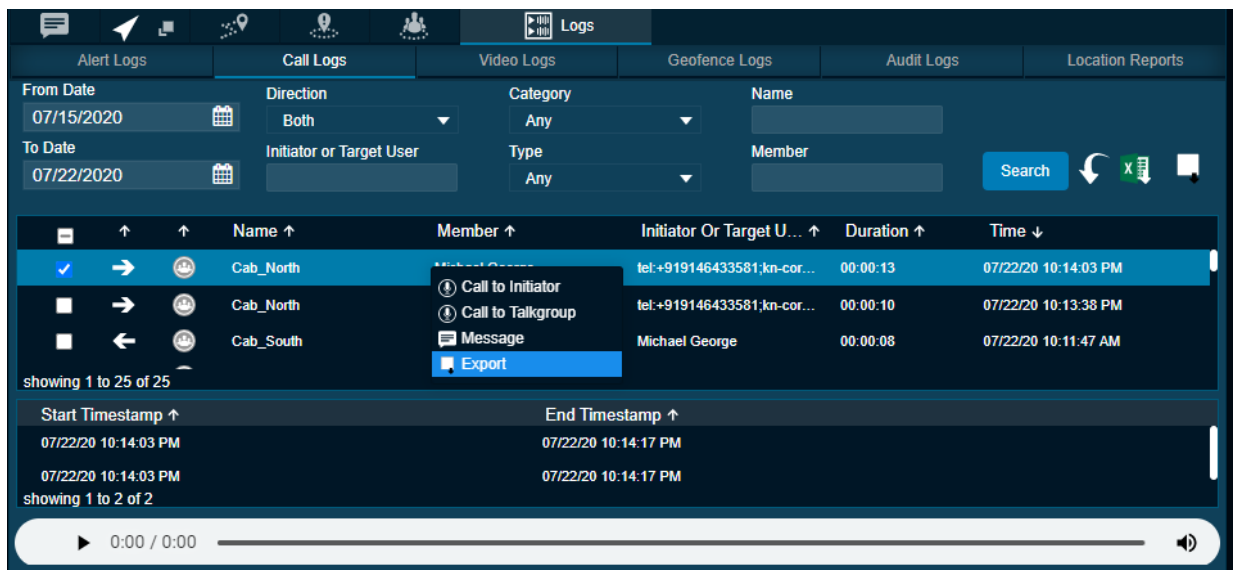 Logs
Alert Logs Call Logs Video Logs Geofence Logs Audit Logs Location Reports
From Date Direction Category Name
07/15/2020 Both Any
To Date Initiator or Target User Type Member
07/22/2020 Any Search
Name ↑ Member ↑ Initiator Or Target U... ↑ Duration ↑ Time ↓
Cab_North Michael George tel:+919146433581;kn-cor... 00:00:13 07/22/20 10:14:03 PM
Call to Initiator
Cab_North Call to Talkgroup tel:+919146433581;kn-cor... 00:00:10 07/22/20 10:13:38 PM
Cab_South Message Michael George 00:00:08 07/22/20 10:11:47 AM
Export
showing 1 to 25 of 25
Start Timestamp ↑ End Timestamp ↑
07/22/20 10:14:03 PM 07/22/20 10:14:17 PM
07/22/20 10:14:03 PM 07/22/20 10:14:17 PM
showing 1 to 2 of 2
0:00 / 0:00